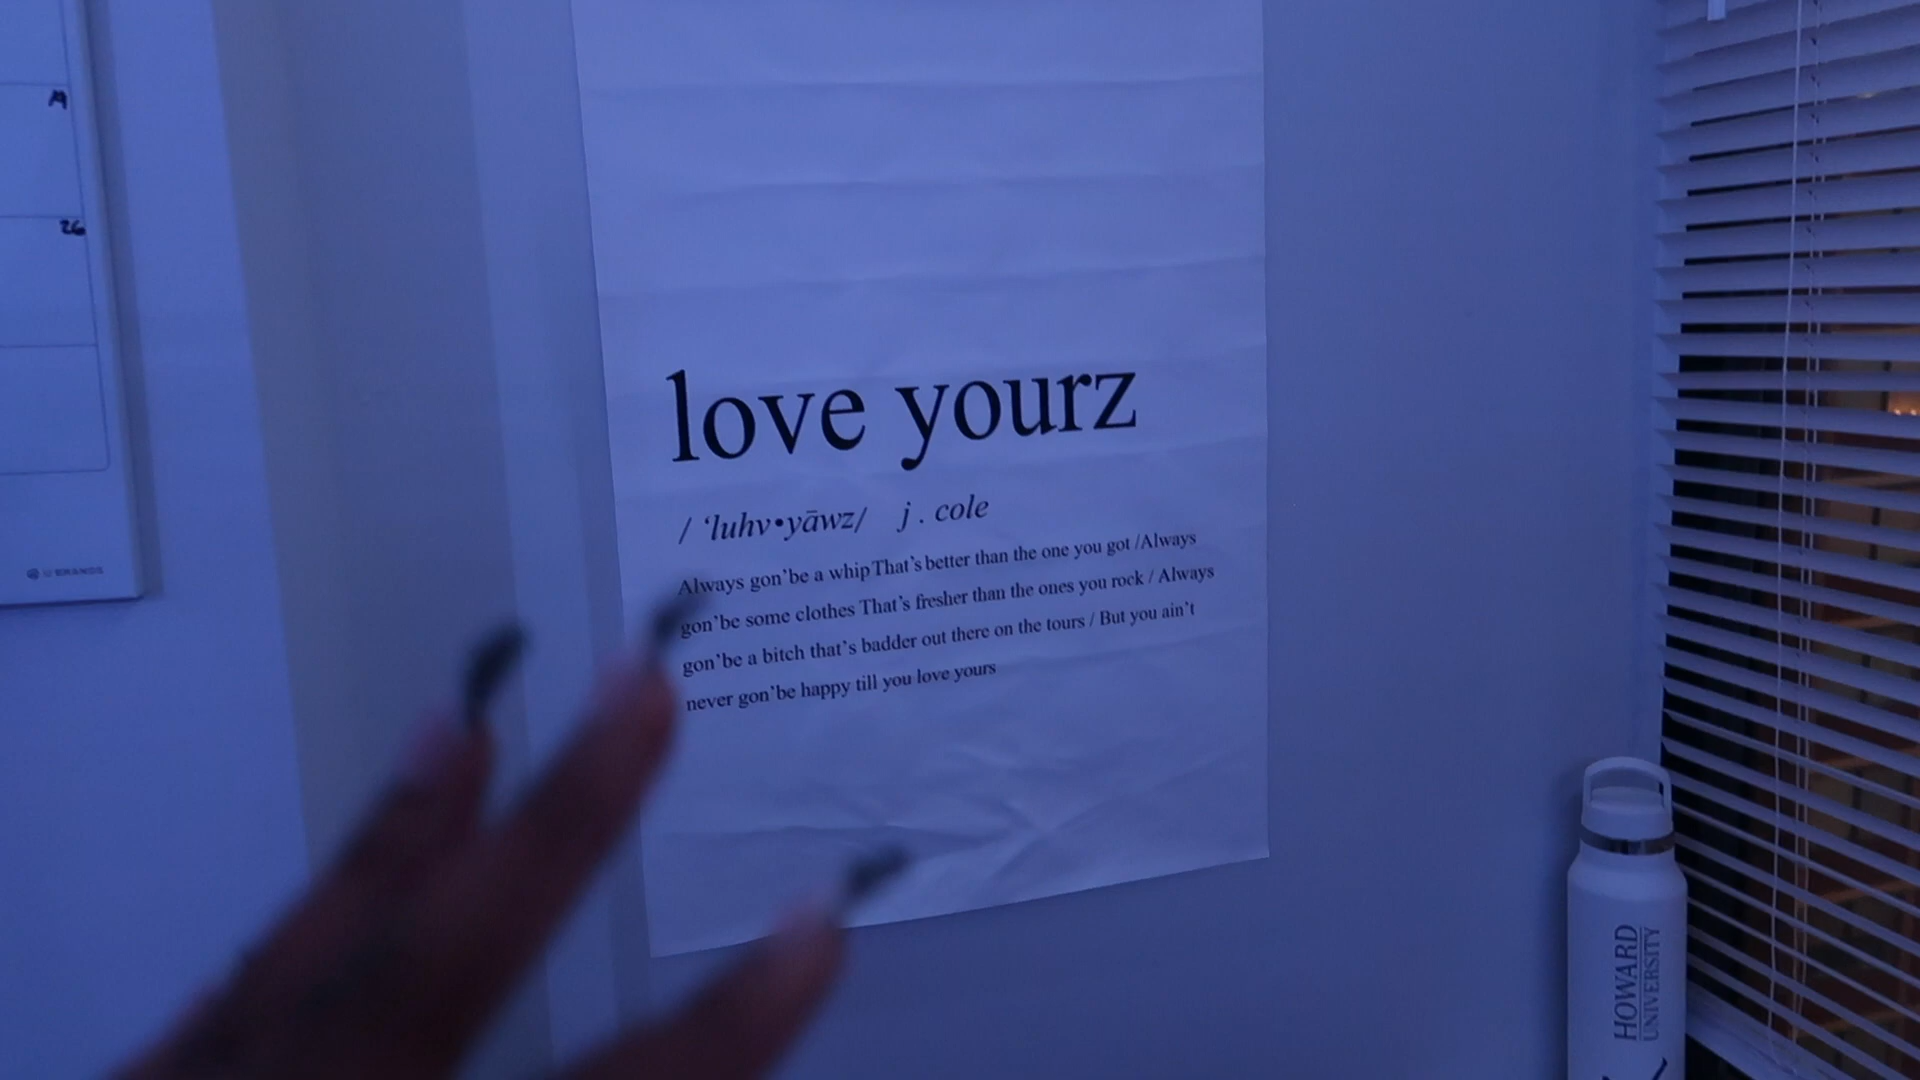 19
26
U BRANDS
love yourz
/ ‘luhv•yāwz/ j . cole
Always gon’be a whip That’s better than the one you got /Always
gon’be some clothes That’s fresher than the ones you rock / Always
gon’be a bitch that’s badder out there on the tours / But you ain’t
never gon’be happy till you love yours
HOWARD
UNIVERSITY